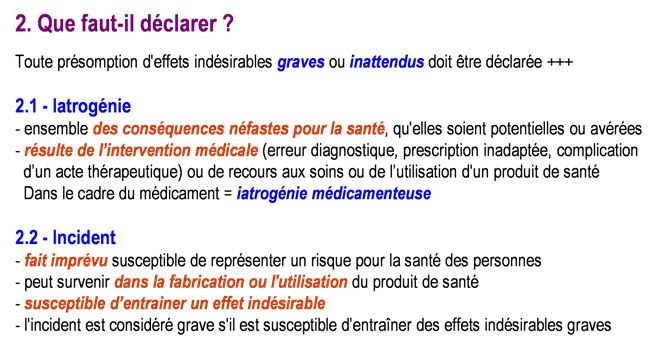 2. Que faut-il déclarer ?
Toute présomption d'effets indésirables graves ou inattendus doit être déclarée +++
2.1 - Iatrogénie
- ensemble des conséquences néfastes pour la santé, qu'elles soient potentielles ou avérées
- résulte de l'intervention médicale (erreur diagnostique, prescription inadaptée, complication
d'un acte thérapeutique) ou de recours aux soins ou de l'utilisation d'un produit de santé
Dans le cadre du médicament = iatrogénie médicamenteuse
2.2 - Incident
- fait imprévu susceptible de représenter un risque pour la santé des personnes
- peut survenir dans la fabrication ou l'utilisation du produit de santé
- susceptible d'entrainer un effet indésirable
- l'incident est considéré grave s'il est susceptible d'entraîner des effets indésirables graves